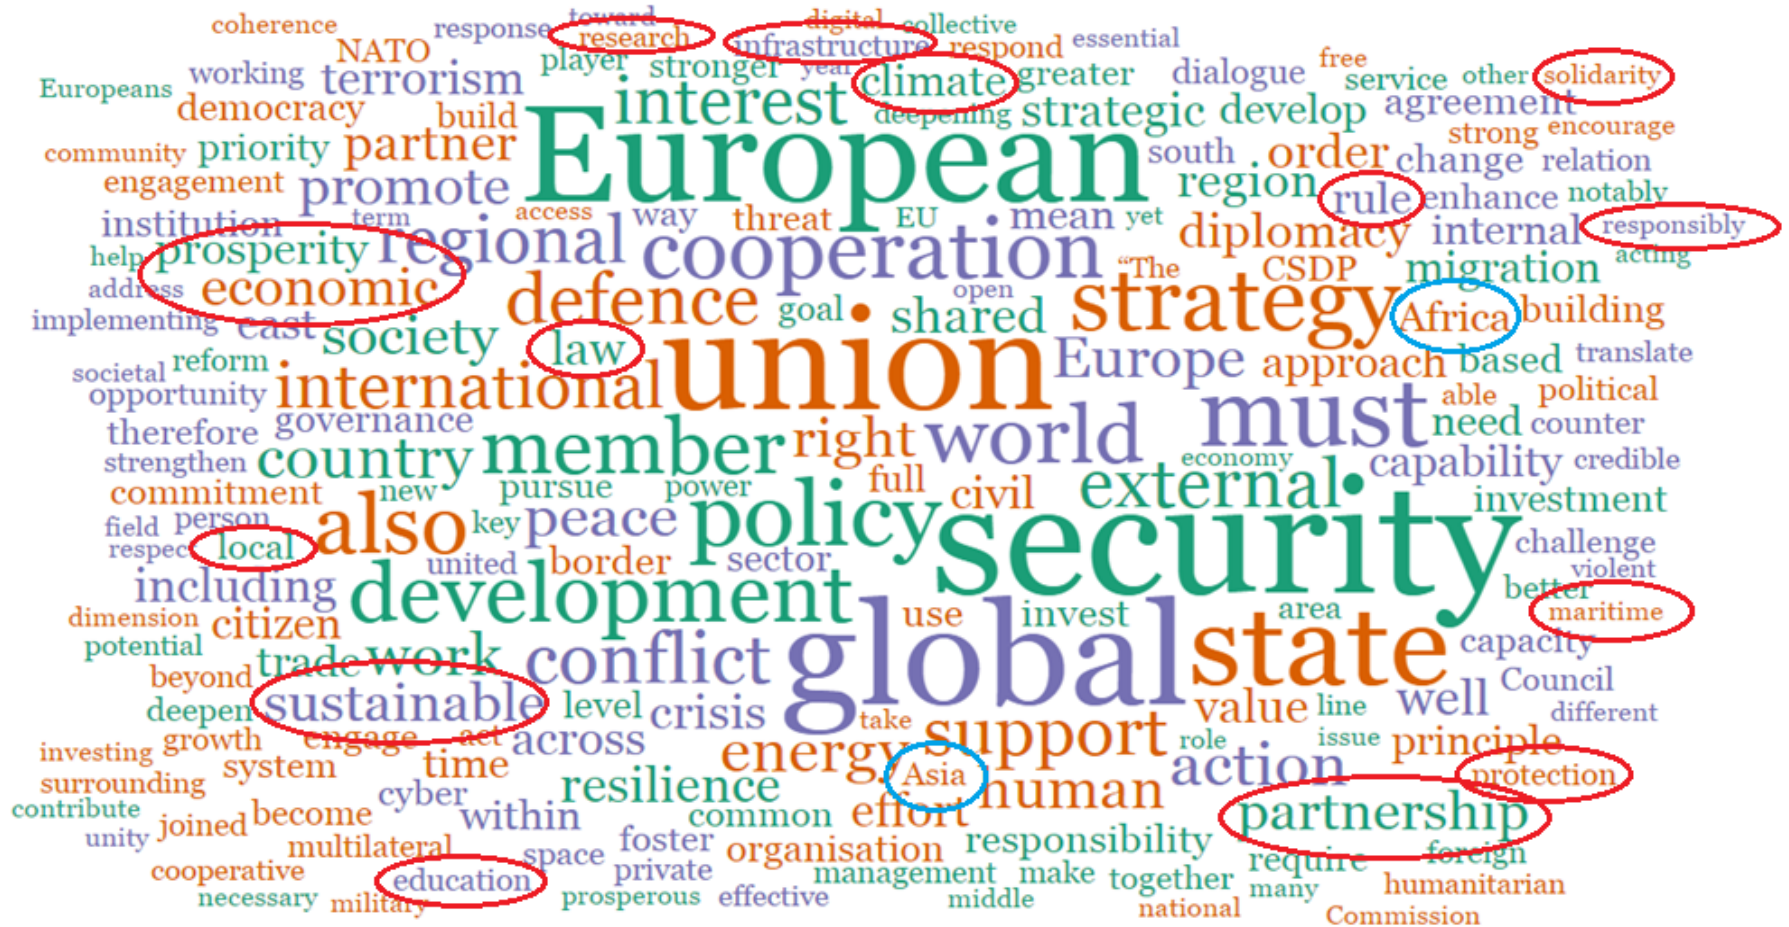 coherence response toward digital collective
research
NATO infrastructure respond essential
player stronger year free
Europeans working terrorism climate greater dialogue service other solidarity
democracy build interest deepening strategic develop agreement
community priority partner European south order change relation strong encourage
engagement promote region rule enhance notably
institution term access way threat EU mean yet diplomacy internal responsibly
help prosperity regional cooperation “The CSDP migration acting
address economic defence goal open shared strategy Africa building
implementing east society law union Europe approach based translate
societal reform international able political
opportunity
therefore governance member right world must need counter
strengthen country full economy capability credible
commitment new pursue power civil external investment
field person also key peace policy security challenge
respec local united border sector violent
including development better
dimension citizen use invest area maritime
potential trade work conflict global state capacity
beyond
deepen sustainable level crisis value line well Council different
investing growth engage act across take support role issue principle
surrounding system time energy Asia action protection
contribute cyber resilience human partnership
unity joined become within common effort
multilateral foster organisation responsibility require foreign
cooperative education space private management make together many humanitarian
necessary military prosperous effective middle national Commission